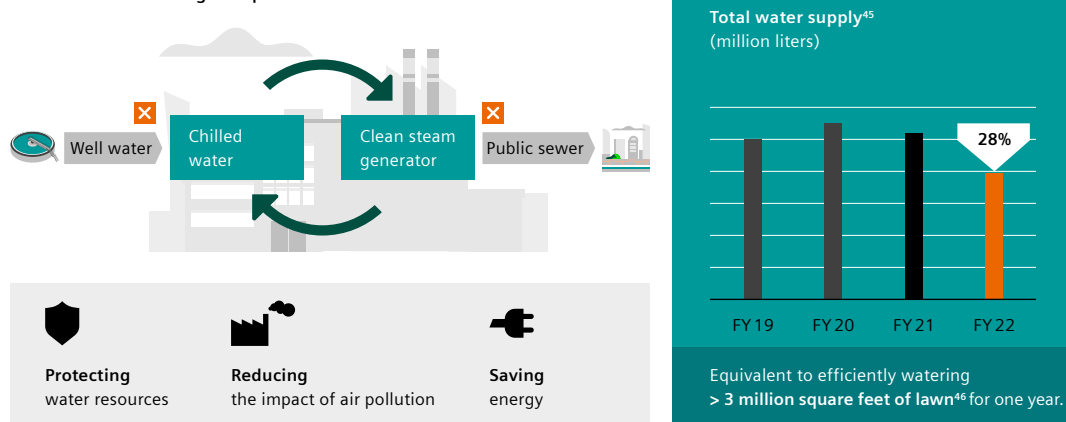 Well water
Chilled
water
Clean steam
generator
Public sewer
Protecting
water resources
Reducing
the impact of air pollution
Saving
energy
Total water supply⁴⁵
(million liters)
28%
FY 19
FY 20
FY 21
FY 22
Equivalent to efficiently watering
> 3 million square feet of lawn⁴⁶ for one year.